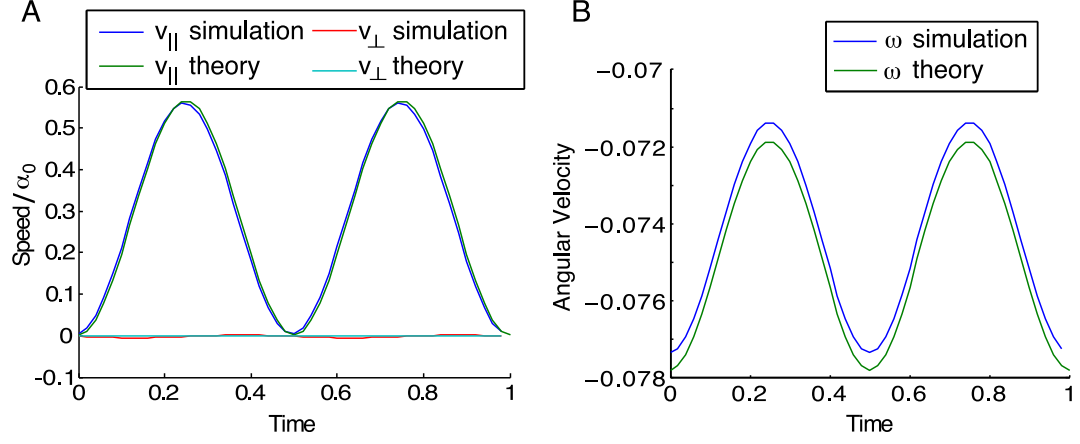 A
v|| simulation
v⊥ simulation
v|| theory
v⊥ theory
0.6
0.5
0.4
0.3
0.2
0.1
0
-0.1
Speed/α0
0
0.2
0.4
0.6
0.8
1
Time
B
ω simulation
ω theory
−0.07
−0.072
−0.074
−0.076
−0.078
Angular Velocity
0
0.2
0.4
0.6
0.8
1
Time